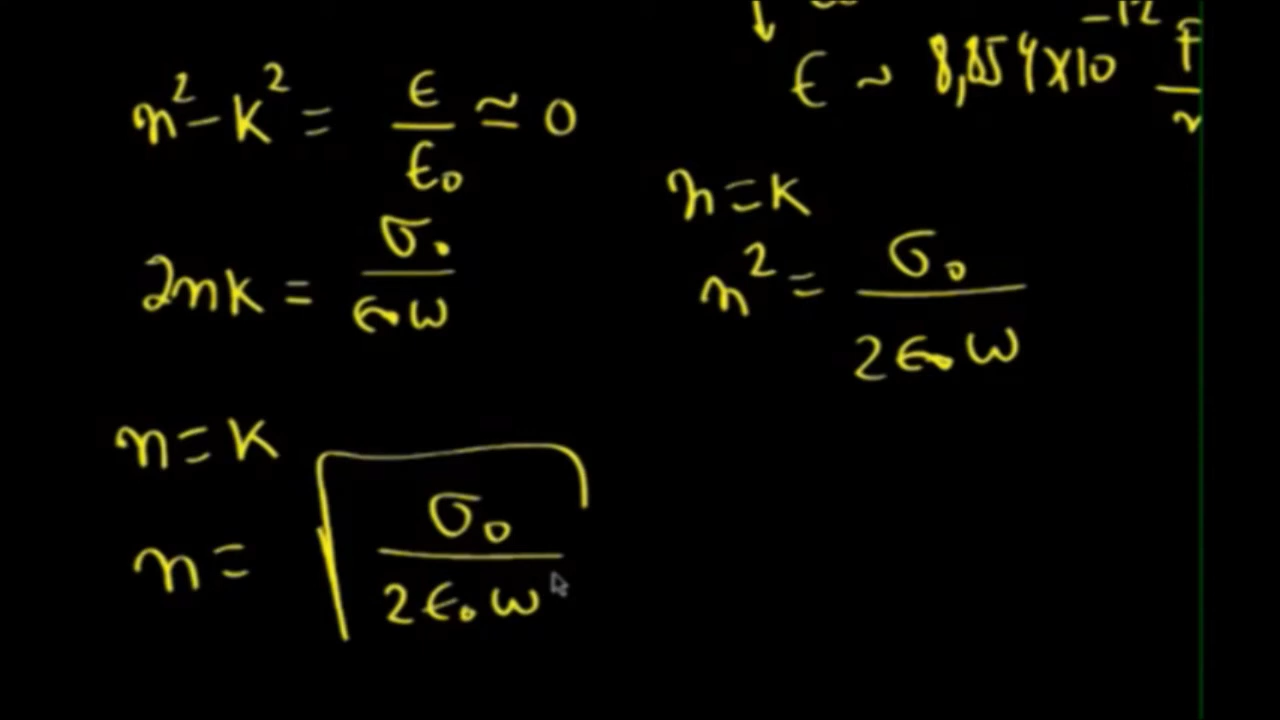 ϵ ~ 8,854×10⁻¹² F
n² - K² = ϵ/ϵ₀ ≃ 0
n = K
2nK = σ₀/ϵ₀ω
n² = σ₀/2ϵ₀ω
n = K
n = √(σ₀/2ϵ₀ω)